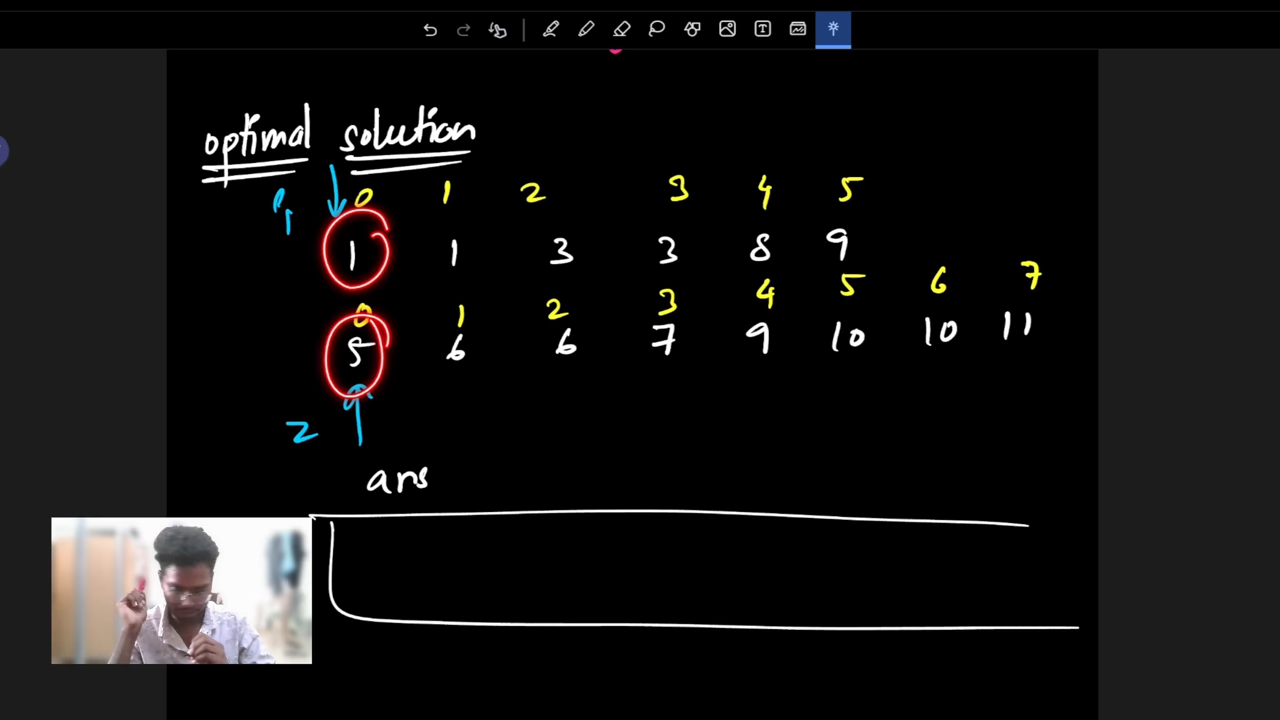 optimal solution
0 1 2 3 4 5
1 1 3 3 8 9
0 1 2 3 4 5 6 7
5 6 6 7 9 10 10 11
2
ans